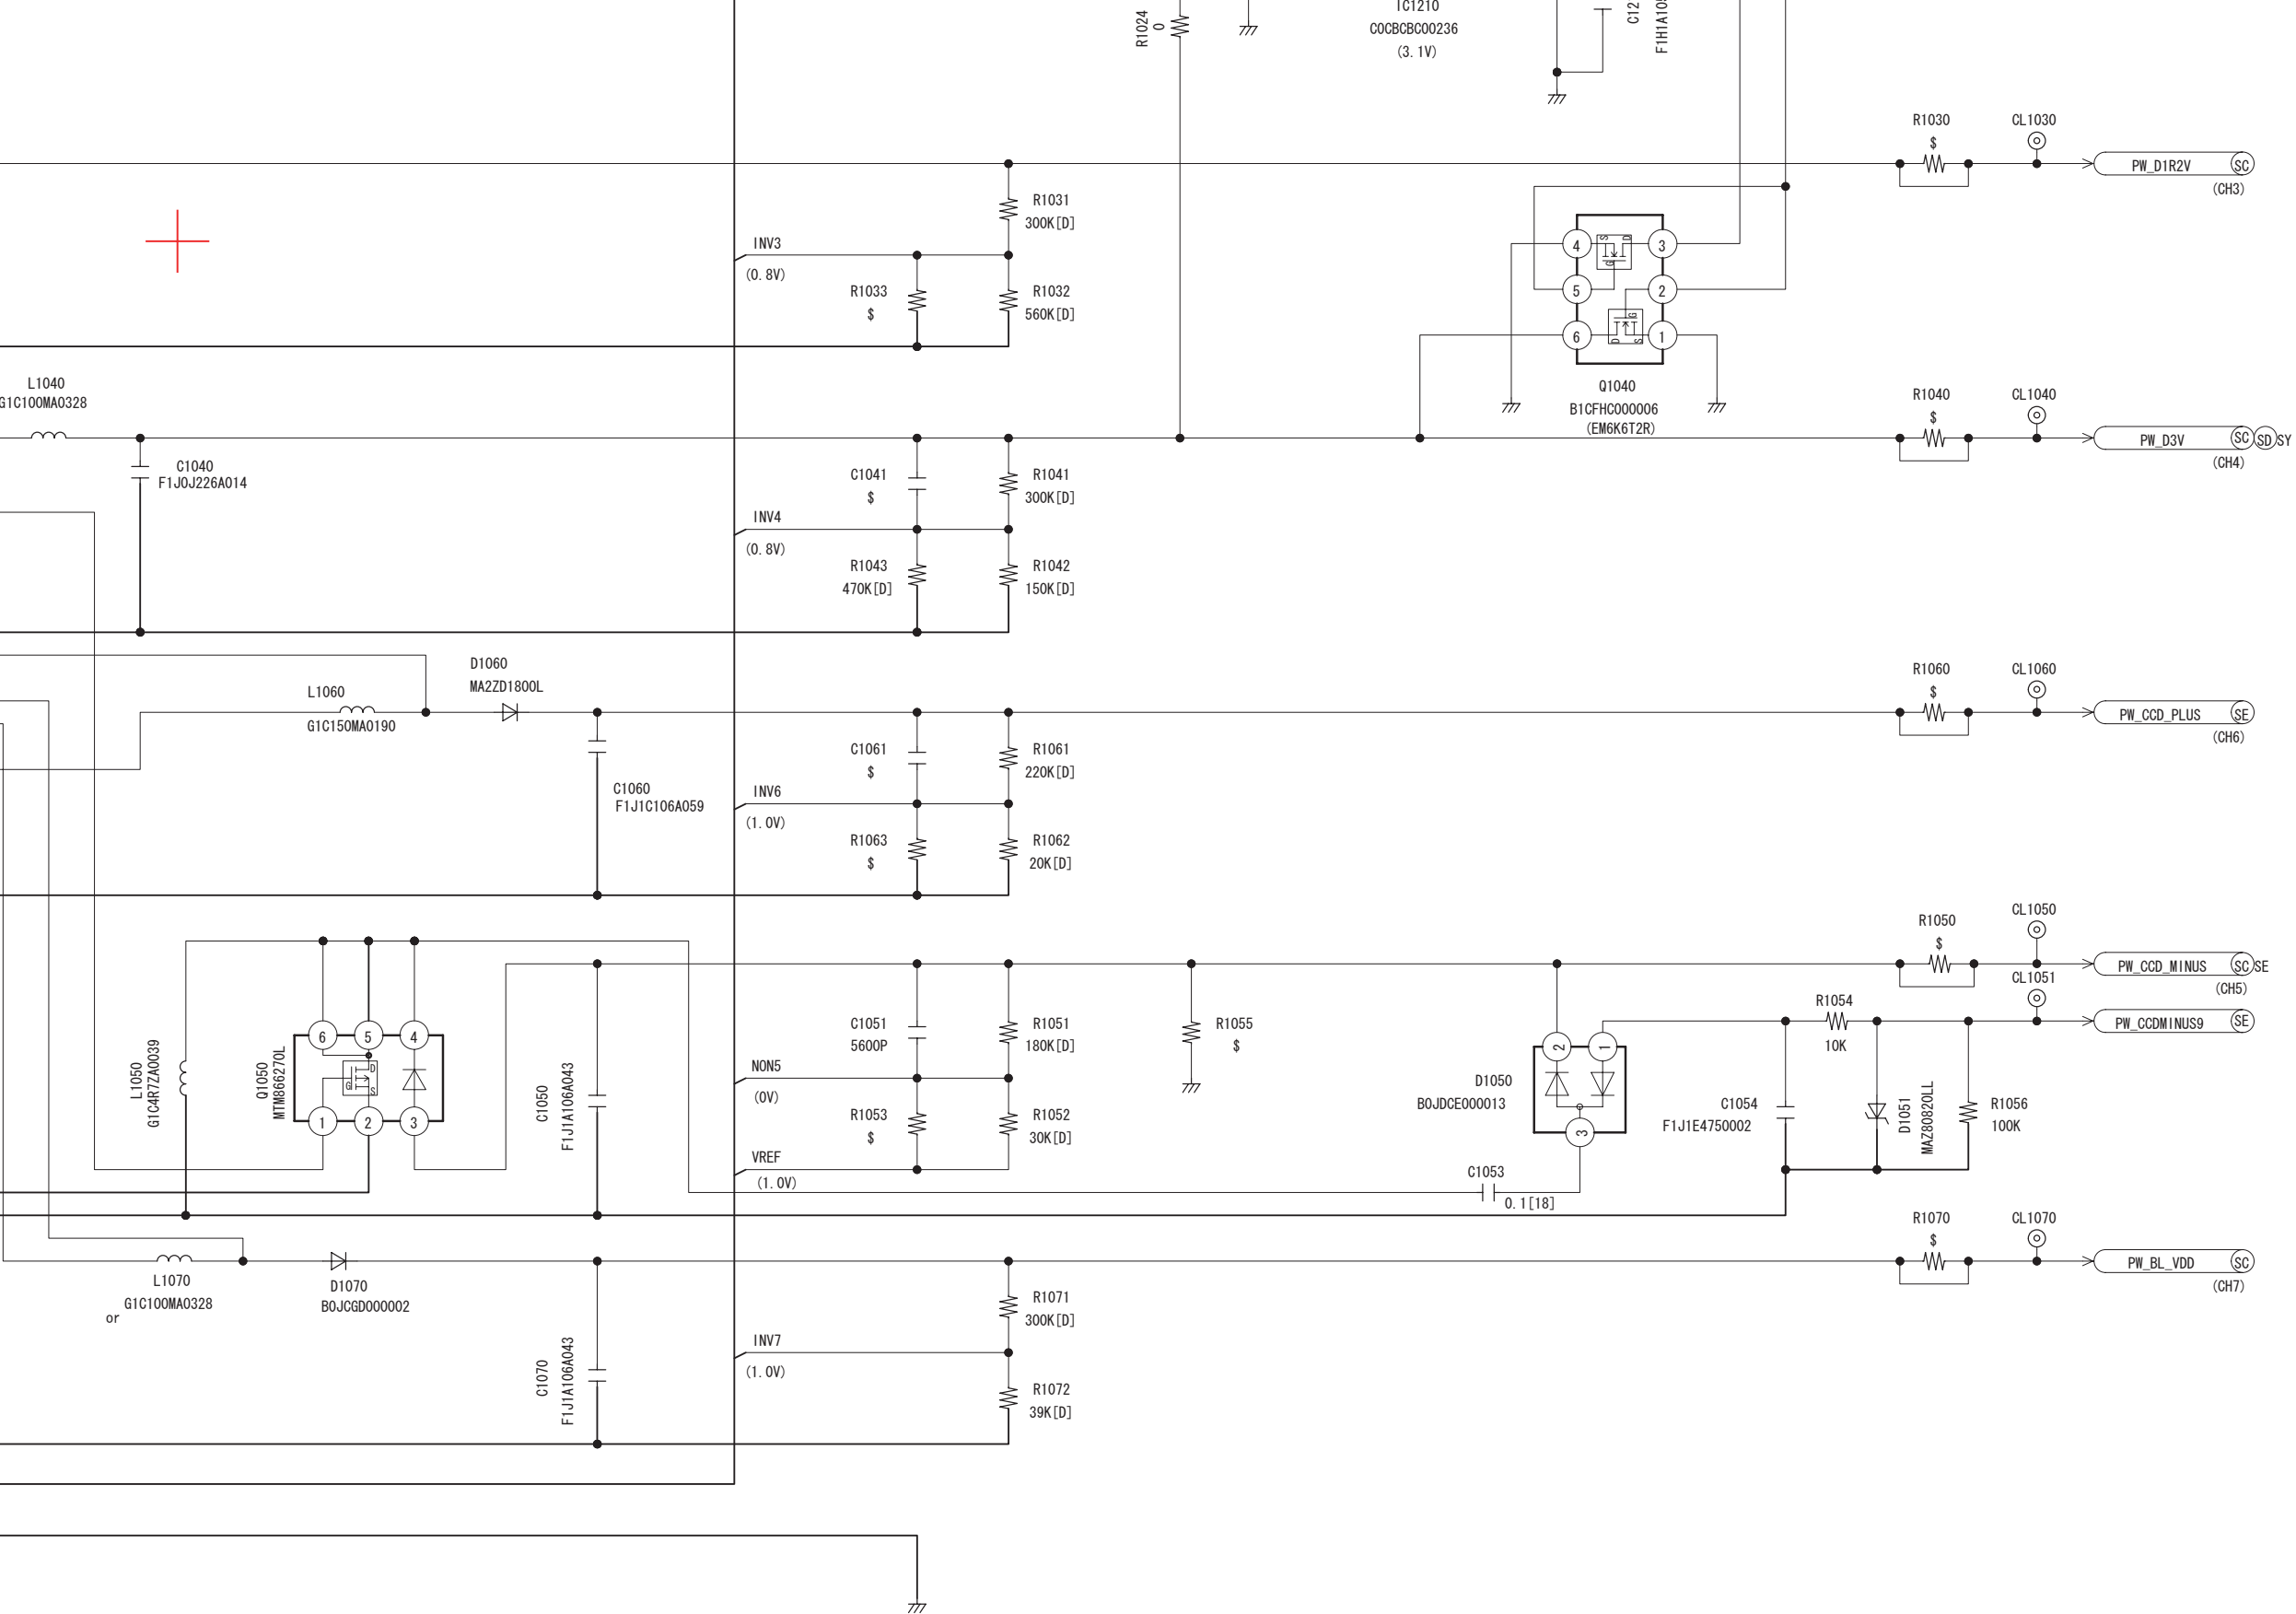 R1024
0
IC1210
C0CBCBC00236
(3.1V)
C12
R1030
$
CL1030
PW_D1R2V
SC
(CH3)
R1031
300K[D]
INV3
(0.8V)
R1033
$
R1032
560K[D]
4
S
D
G
3
5
2
6
D
G
S
1
Q1040
B1CFHC000006
(EM6K6T2R)
L1040
G1C100MA0328
R1040
$
CL1040
PW_D3V
SC
SD
SY
(CH4)
C1040
F1J0J226A014
C1041
$
R1041
300K[D]
INV4
(0.8V)
R1043
470K[D]
R1042
150K[D]
D1060
MA2ZD1800L
L1060
G1C150MA0190
R1060
$
CL1060
PW_CCD_PLUS
SE
(CH6)
C1061
$
R1061
220K[D]
C1060
F1J1C106A059
INV6
(1.0V)
R1063
$
R1062
20K[D]
R1050
$
CL1050
PW_CCD_MINUS
SC
SE
(CH5)
CL1051
PW_CCDMINUS9
SE
R1054
10K
L1050
G1C4R7ZA0039
Q1050
MTM866270L
6
5
4
D
G
S
1
2
3
C1050
F1J1A106A043
C1051
5600P
R1051
180K[D]
R1055
$
NON5
(0V)
R1053
$
R1052
30K[D]
VREF
(1.0V)
D1050
B0JDCE000013
2
1
3
C1053
0.1[18]
C1054
F1J1E4750002
D1051
MAZ80820LL
R1056
100K
R1070
$
CL1070
PW_BL_VDD
SC
(CH7)
L1070
G1C100MA0328
or
D1070
B0JCGD000002
R1071
300K[D]
C1070
F1J1A106A043
INV7
(1.0V)
R1072
39K[D]